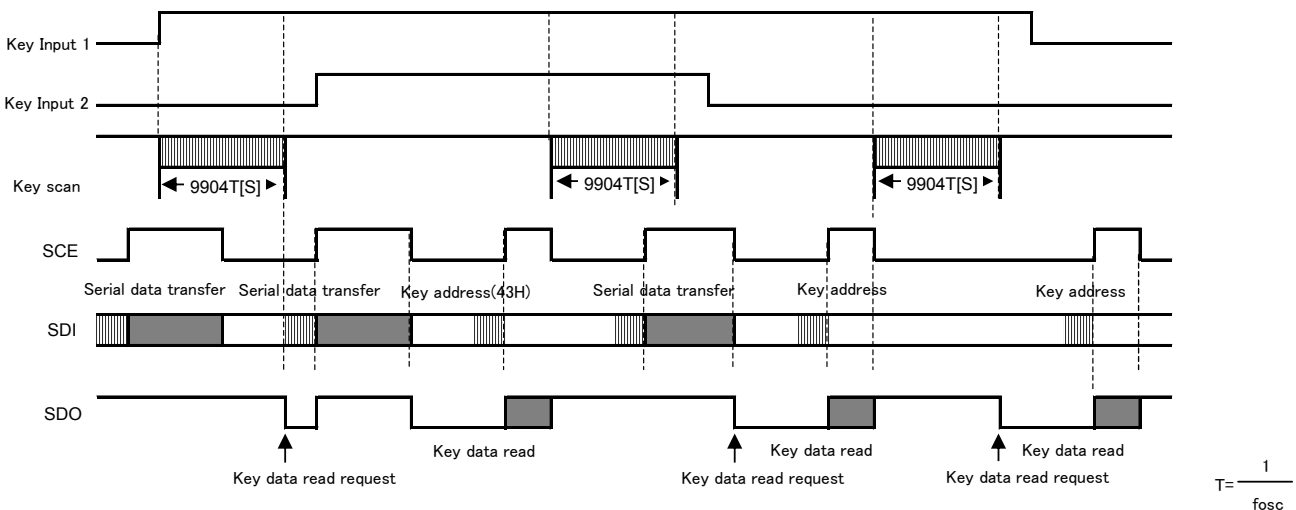 Key Input 1
Key Input 2
Key scan
9904T[S]
9904T[S]
9904T[S]
SCE
Serial data transfer
Serial data transfer
Key address(43H)
Serial data transfer
Key address
Key address
SDI
SDO
Key data read
Key data read
Key data read
Key data read request
Key data read request
Key data read request
T= 1
fosc